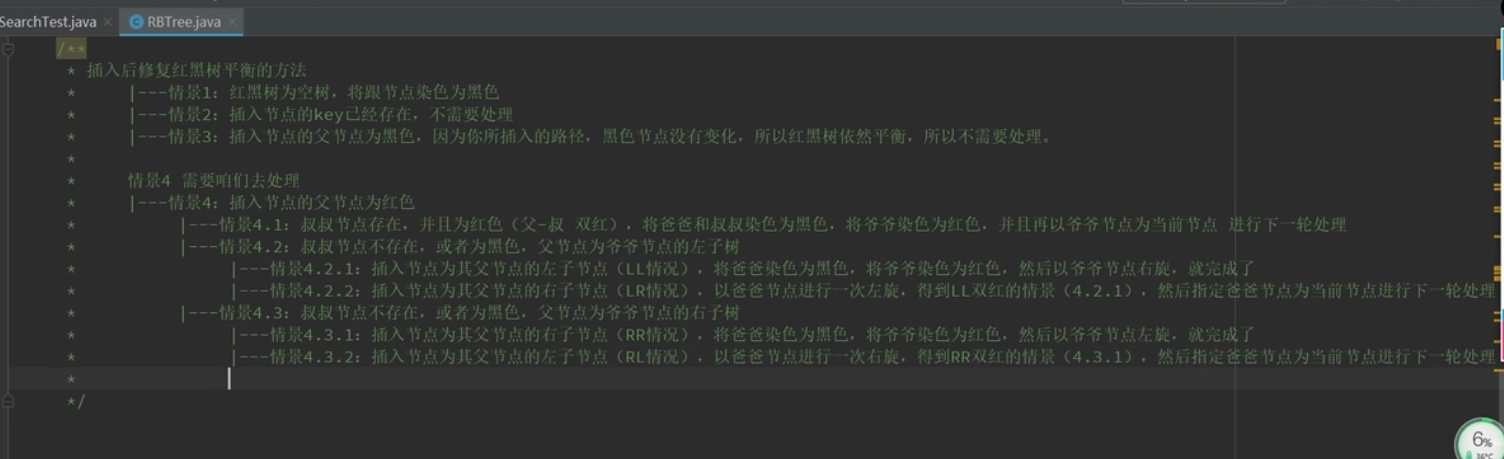 SearchTest.java × RBTree.java ×
/**
* 插入后修复红黑树平衡的方法
* |---情景1：红黑树为空树，将跟节点染色为黑色
* |---情景2：插入节点的key已经存在，不需要处理
* |---情景3：插入节点的父节点为黑色，因为你所插入的路径，黑色节点没有变化，所以红黑树依然平衡，所以不需要处理。
*
* 情景4 需要咱们去处理
* |---情景4：插入节点的父节点为红色
* |---情景4.1：叔叔节点存在，并且为红色（父-叔 双红），将爸爸和叔叔染色为黑色，将爷爷染色为红色，并且再以爷爷节点为当前节点 进行下一轮处理
* |---情景4.2：叔叔节点不存在，或者为黑色，父节点为爷爷节点的左子树
* |---情景4.2.1：插入节点为其父节点的左子节点（LL情况），将爸爸染色为黑色，将爷爷染色为红色，然后以爷爷节点右旋，就完成了
* |---情景4.2.2：插入节点为其父节点的右子节点（LR情况），以爸爸节点进行一次左旋，得到LL双红的情景（4.2.1），然后指定爸爸节点为当前节点进行下一轮处理
* |---情景4.3：叔叔节点不存在，或者为黑色，父节点为爷爷节点的右子树
* |---情景4.3.1：插入节点为其父节点的右子节点（RR情况），将爸爸染色为黑色，将爷爷染色为红色，然后以爷爷节点左旋，就完成了
* |---情景4.3.2：插入节点为其父节点的左子节点（RL情况），以爸爸节点进行一次右旋，得到RR双红的情景（4.3.1），然后指定爸爸节点为当前节点进行下一轮处理
*
*/
6%
36℃